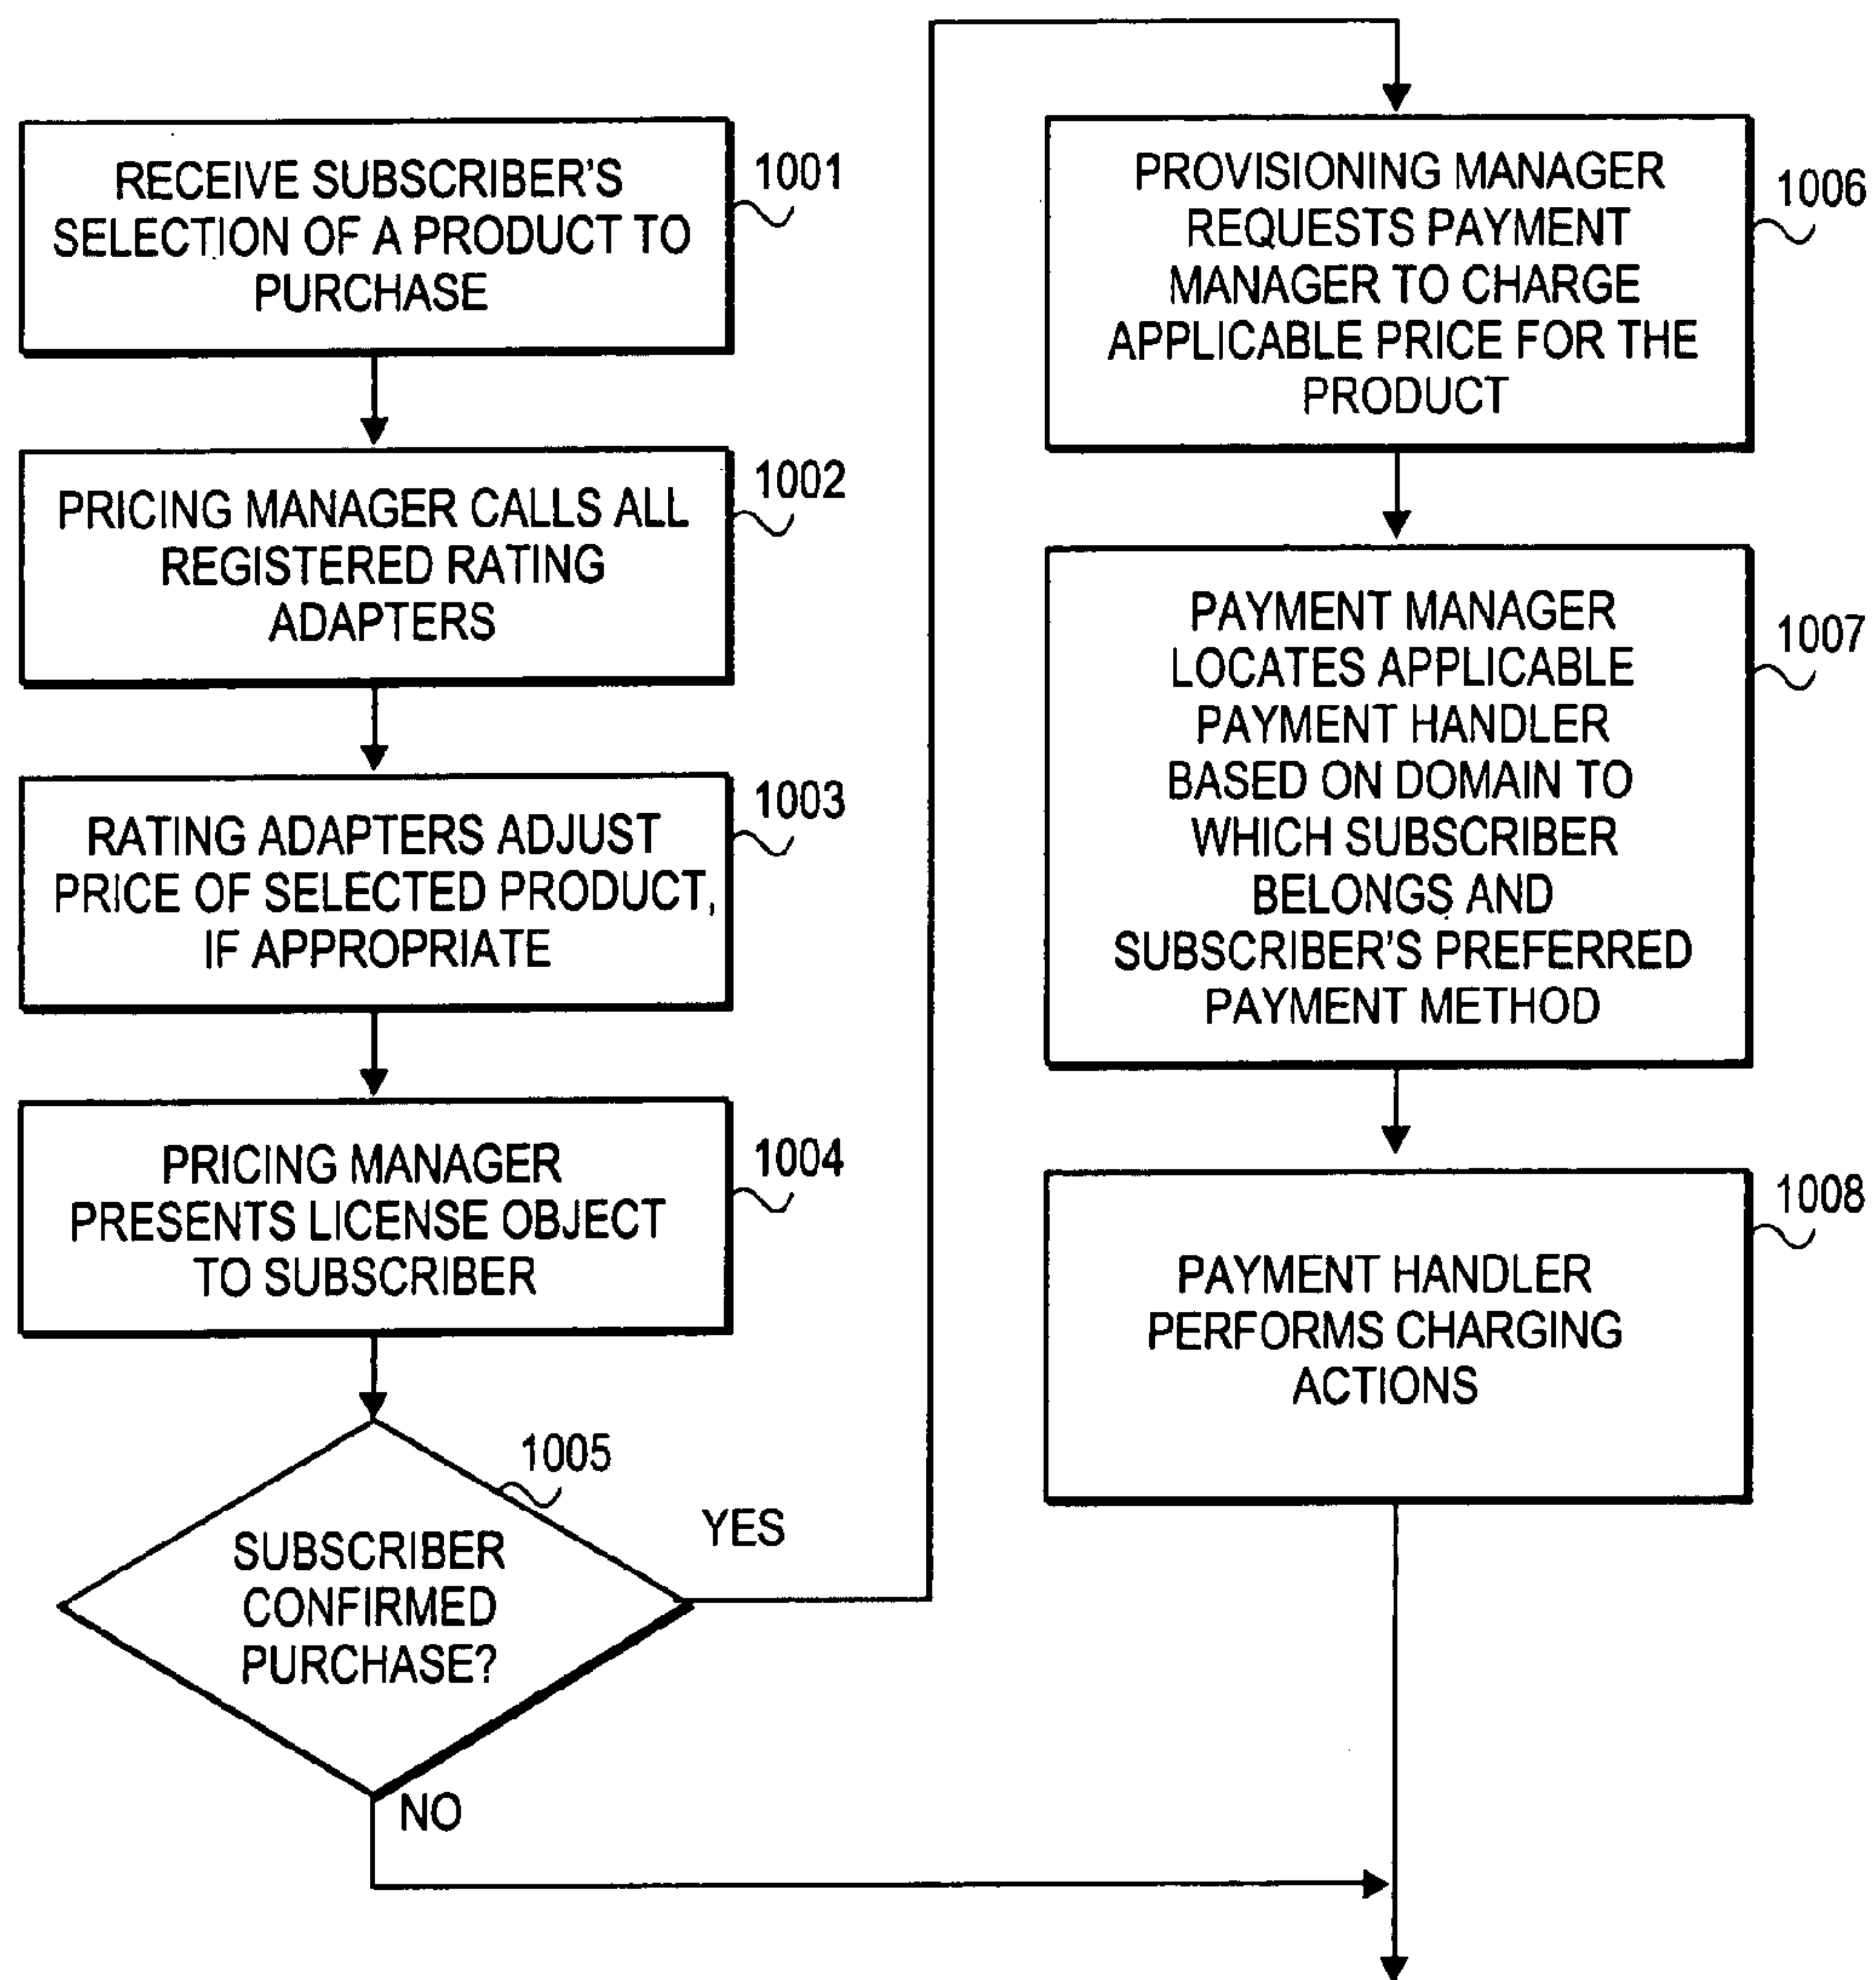 RECEIVE SUBSCRIBER'S
SELECTION OF A PRODUCT TO
PURCHASE
1001
PRICING MANAGER CALLS ALL
REGISTERED RATING
ADAPTERS
1002
RATING ADAPTERS ADJUST
PRICE OF SELECTED PRODUCT,
IF APPROPRIATE
1003
PRICING MANAGER
PRESENTS LICENSE OBJECT
TO SUBSCRIBER
1004
SUBSCRIBER
CONFIRMED
PURCHASE?
1005
YES
NO
PROVISIONING MANAGER
REQUESTS PAYMENT
MANAGER TO CHARGE
APPLICABLE PRICE FOR THE
PRODUCT
1006
PAYMENT MANAGER
LOCATES APPLICABLE
PAYMENT HANDLER
BASED ON DOMAIN TO
WHICH SUBSCRIBER
BELONGS AND
SUBSCRIBER'S PREFERRED
PAYMENT METHOD
1007
PAYMENT HANDLER
PERFORMS CHARGING
ACTIONS
1008